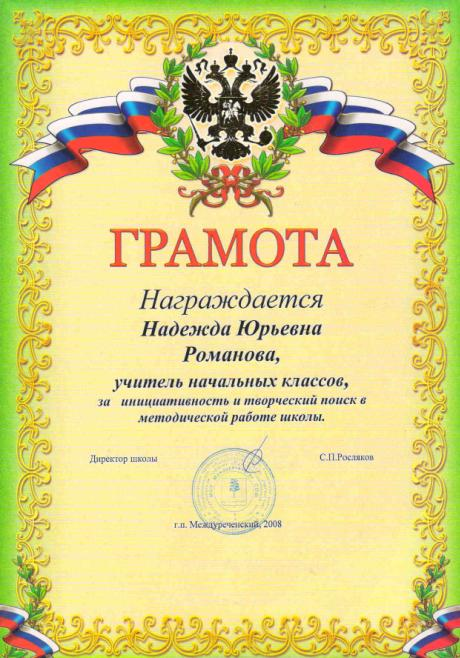 ГРАМОТА
Награждается
Надежда Юрьевна
Романова,
учитель начальных классов,
за инициативность и творческий поиск в
методической работе школы.
Директор школы С.П.Росляков
г.п. Междуреченский, 2008